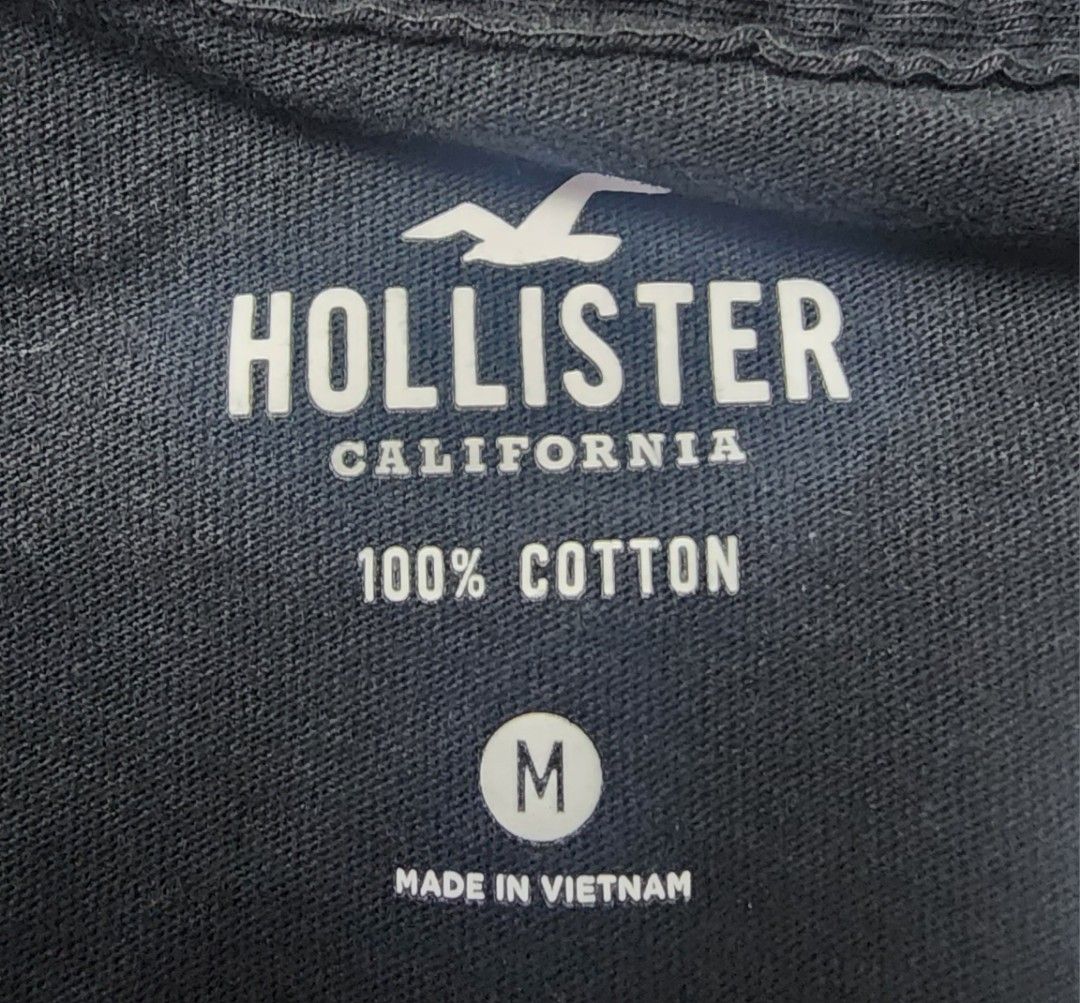 HOLLISTER
CALIFORNIA
100% COTTON
M
MADE IN VIETNAM